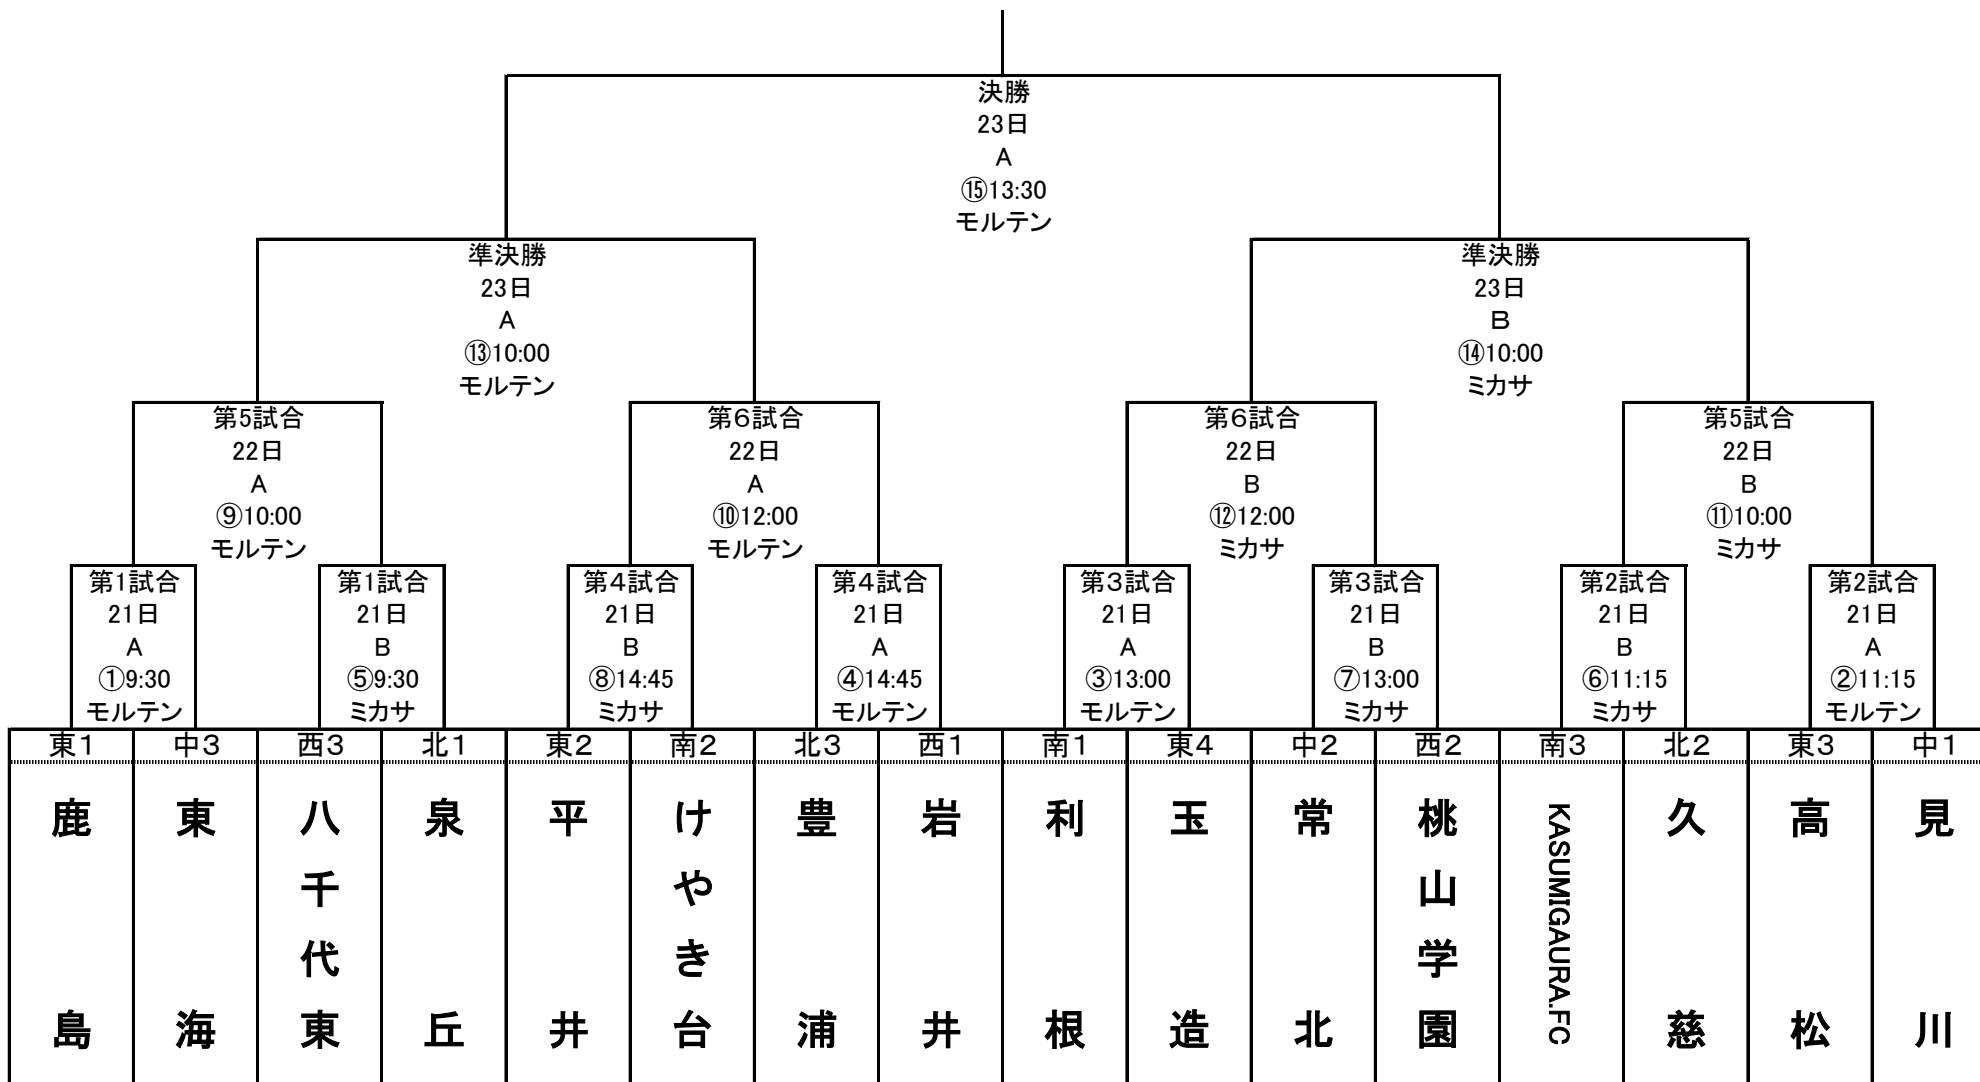 決勝
23日
A
⑮13:30
モルテン
準決勝
23日
A
⑬10:00
モルテン
準決勝
23日
B
⑭10:00
ミカサ
第5試合
22日
A
⑨10:00
モルテン
第6試合
22日
A
⑩12:00
モルテン
第6試合
22日
B
⑫12:00
ミカサ
第5試合
22日
B
⑪10:00
ミカサ
第1試合
21日
A
①9:30
モルテン
第1試合
21日
B
⑤9:30
ミカサ
第4試合
21日
B
⑧14:45
ミカサ
第4試合
21日
A
④14:45
モルテン
第3試合
21日
A
③13:00
モルテン
第3試合
21日
B
⑦13:00
ミカサ
第2試合
21日
B
⑥11:15
ミカサ
第2試合
21日
A
②11:15
モルテン
東1
鹿島
中3
東海
西3
八千代東
北1
泉丘
東2
平井
南2
けやき台
北3
豊浦
西1
岩井
南1
利根
東4
玉造
中2
常北
西2
桃山学園
南3
KASUMIGAURA.FC
北2
久慈
東3
高松
中1
見川